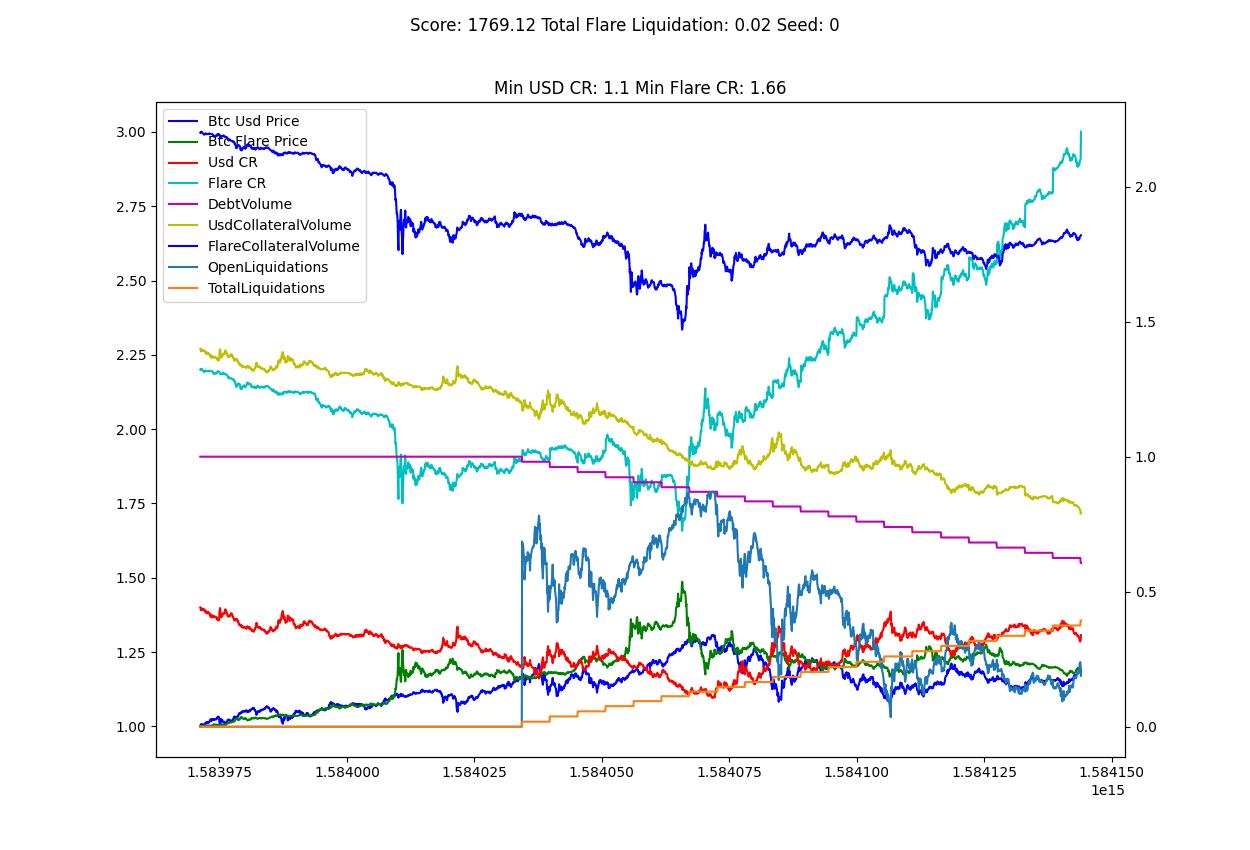 Score: 1769.12 Total Flare Liquidation: 0.02 Seed: 0
Min USD CR: 1.1 Min Flare CR: 1.66
Btc Usd Price
Btc Flare Price
Usd CR
Flare CR
DebtVolume
UsdCollateralVolume
FlareCollateralVolume
OpenLiquidations
TotalLiquidations
3.00
2.75
2.50
2.25
2.00
1.75
1.50
1.25
1.00
2.0
1.5
1.0
0.5
0.0
1.583975 1.584000 1.584025 1.584050 1.584075 1.584100 1.584125 1.584150
1e15